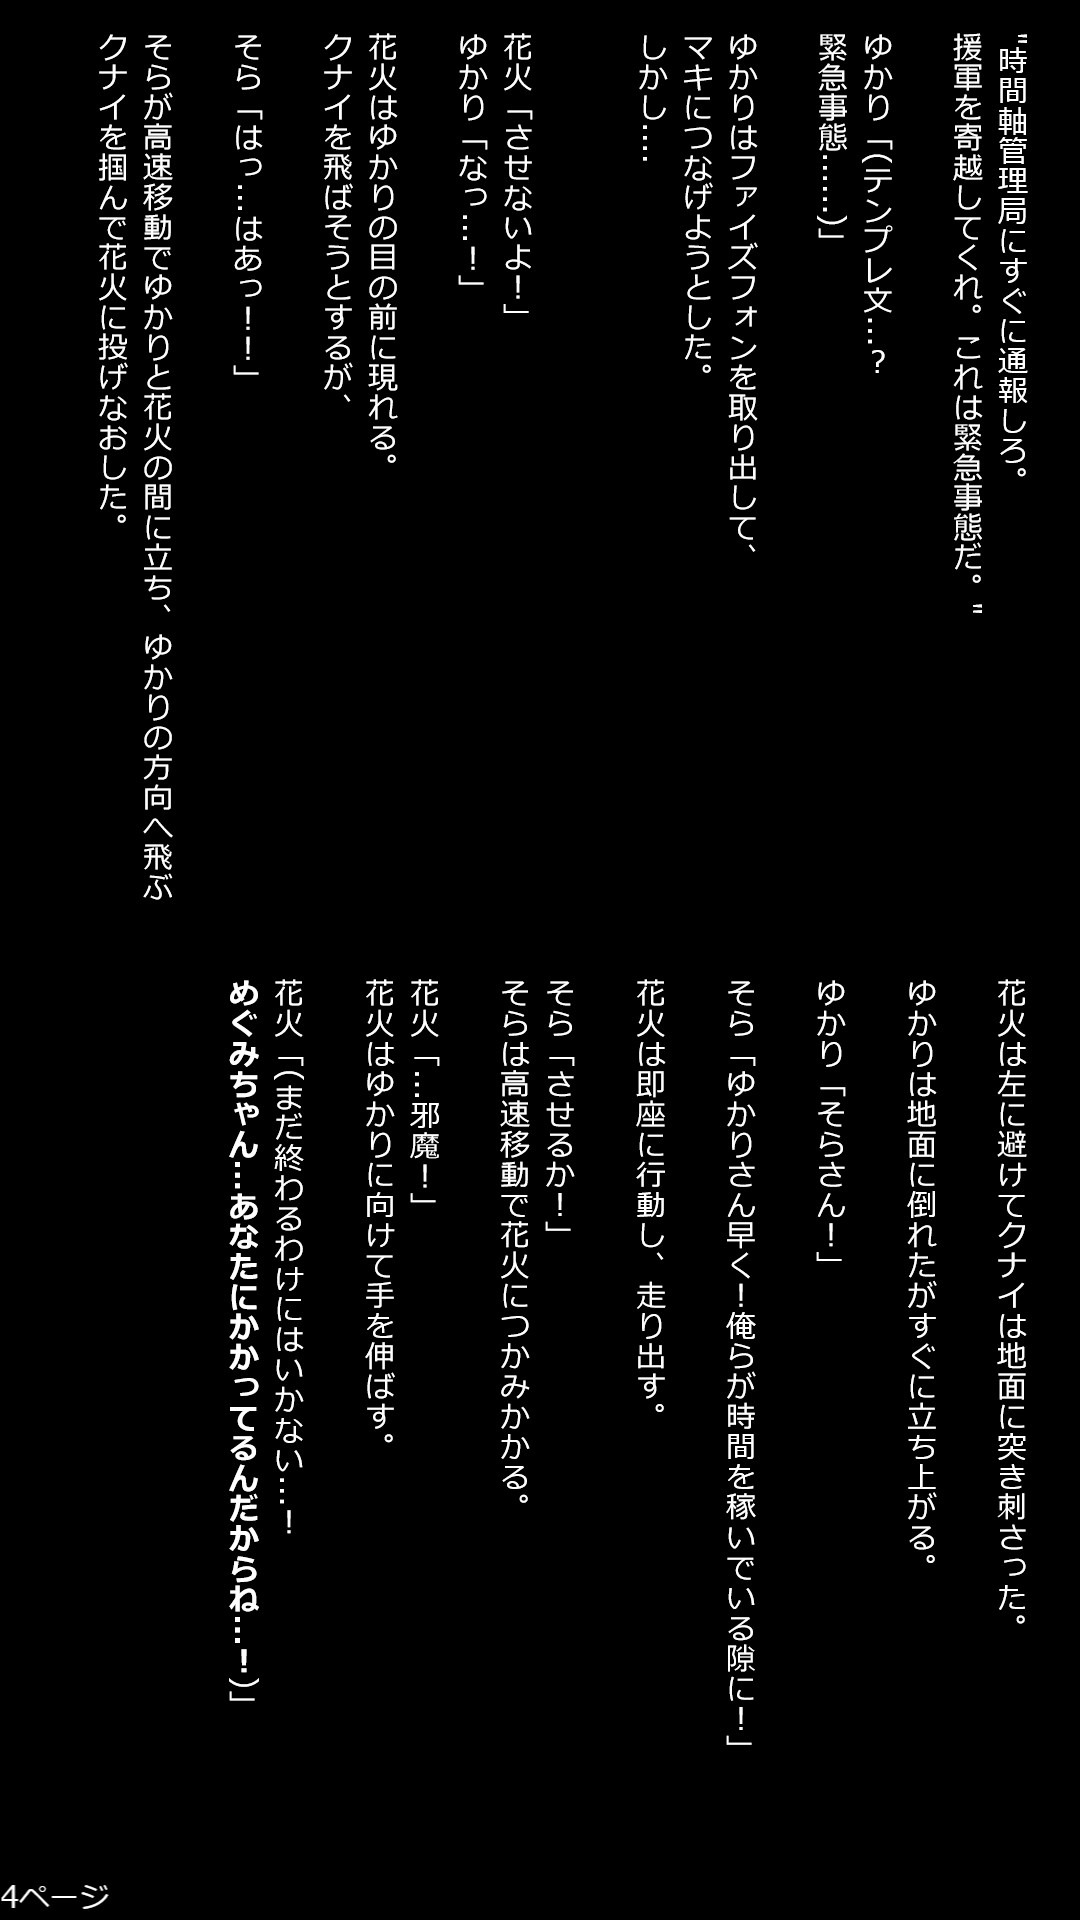 "時間軸管理局にすぐに通報しろ。
援軍を寄越してくれ。これは緊急事態だ。"
ゆかり「(テンプレ文…?
緊急事態……)」
ゆかりはファイズフォンを取り出して、
マキにつなげようとした。
しかし….
花火「させないよ！」
ゆかり「なっ…！」
花火はゆかりの目の前に現れる。
クナイを飛ばそうとするが、
そら「はっ…はあっ！！」
そらが高速移動でゆかりと花火の間に立ち、ゆかりの方向へ飛ぶ
クナイを掴んで花火に投げなおした。
花火は左に避けてクナイは地面に突き刺さった。
ゆかりは地面に倒れたがすぐに立ち上がる。
ゆかり「そらさん！」
そら「ゆかりさん早く！俺らが時間を稼いでいる隙に！」
花火は即座に行動し、走り出す。
そら「させるか！」
そらは高速移動で花火につかみかかる。
花火「…邪魔！」
花火はゆかりに向けて手を伸ばす。
花火「(まだ終わるわけにはいかない…！
めぐみちゃん…あなたにかかってるんだからね…！)」
4ページ